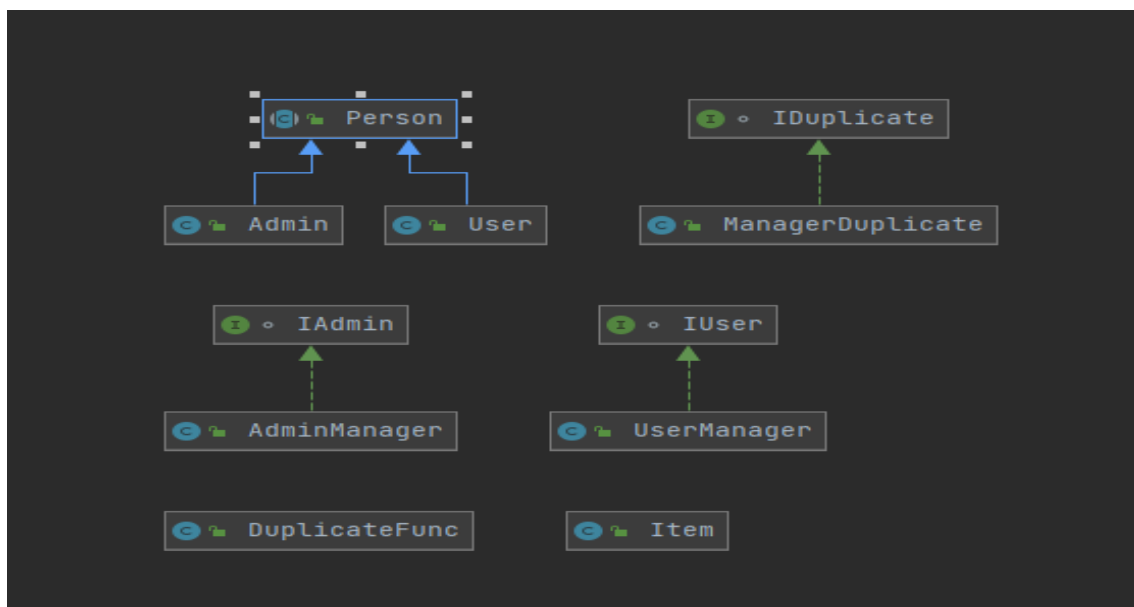 Person
IDuplicate
Admin
User
ManagerDuplicate
IAdmin
IUser
AdminManager
UserManager
DuplicateFunc
Item